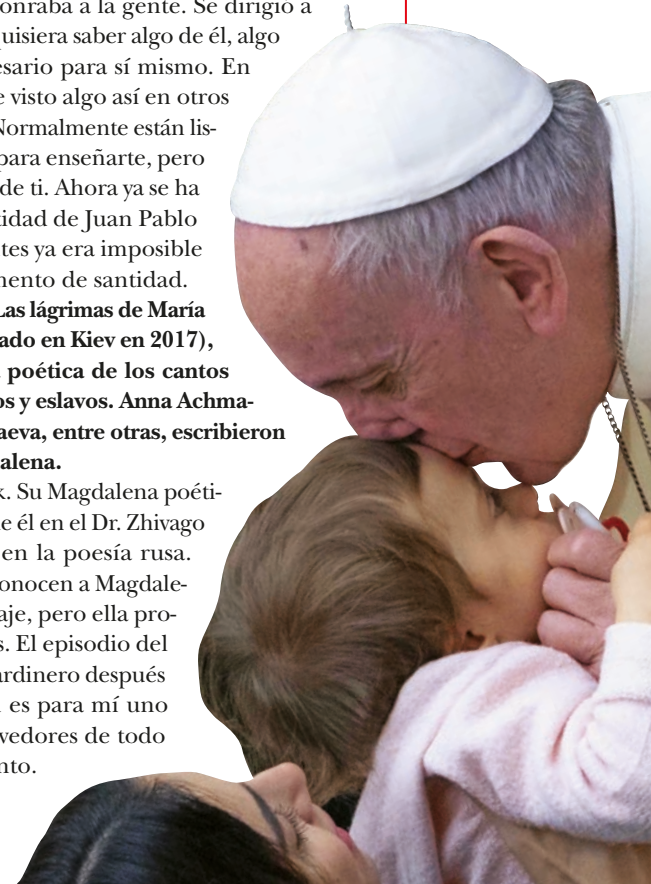 onraba a la gente. Se dirigió a
uisiera saber algo de él, algo
esario para sí mismo. En
e visto algo así en otros
Normalmente están lis-
para enseñarte, pero
de ti. Ahora ya se ha
tidad de Juan Pablo
tes ya era imposible
mento de santidad.
Las lágrimas de María
ado en Kiev en 2017),
poética de los cantos
os y eslavos. Anna Achma-
aeva, entre otras, escribieron
alena.
k. Su Magdalena poéti-
e él en el Dr. Zhivago
en la poesía rusa.
onocen a Magdale-
aje, pero ella pro-
s. El episodio del
ardinero después
es para mí uno
vedores de todo
nto.